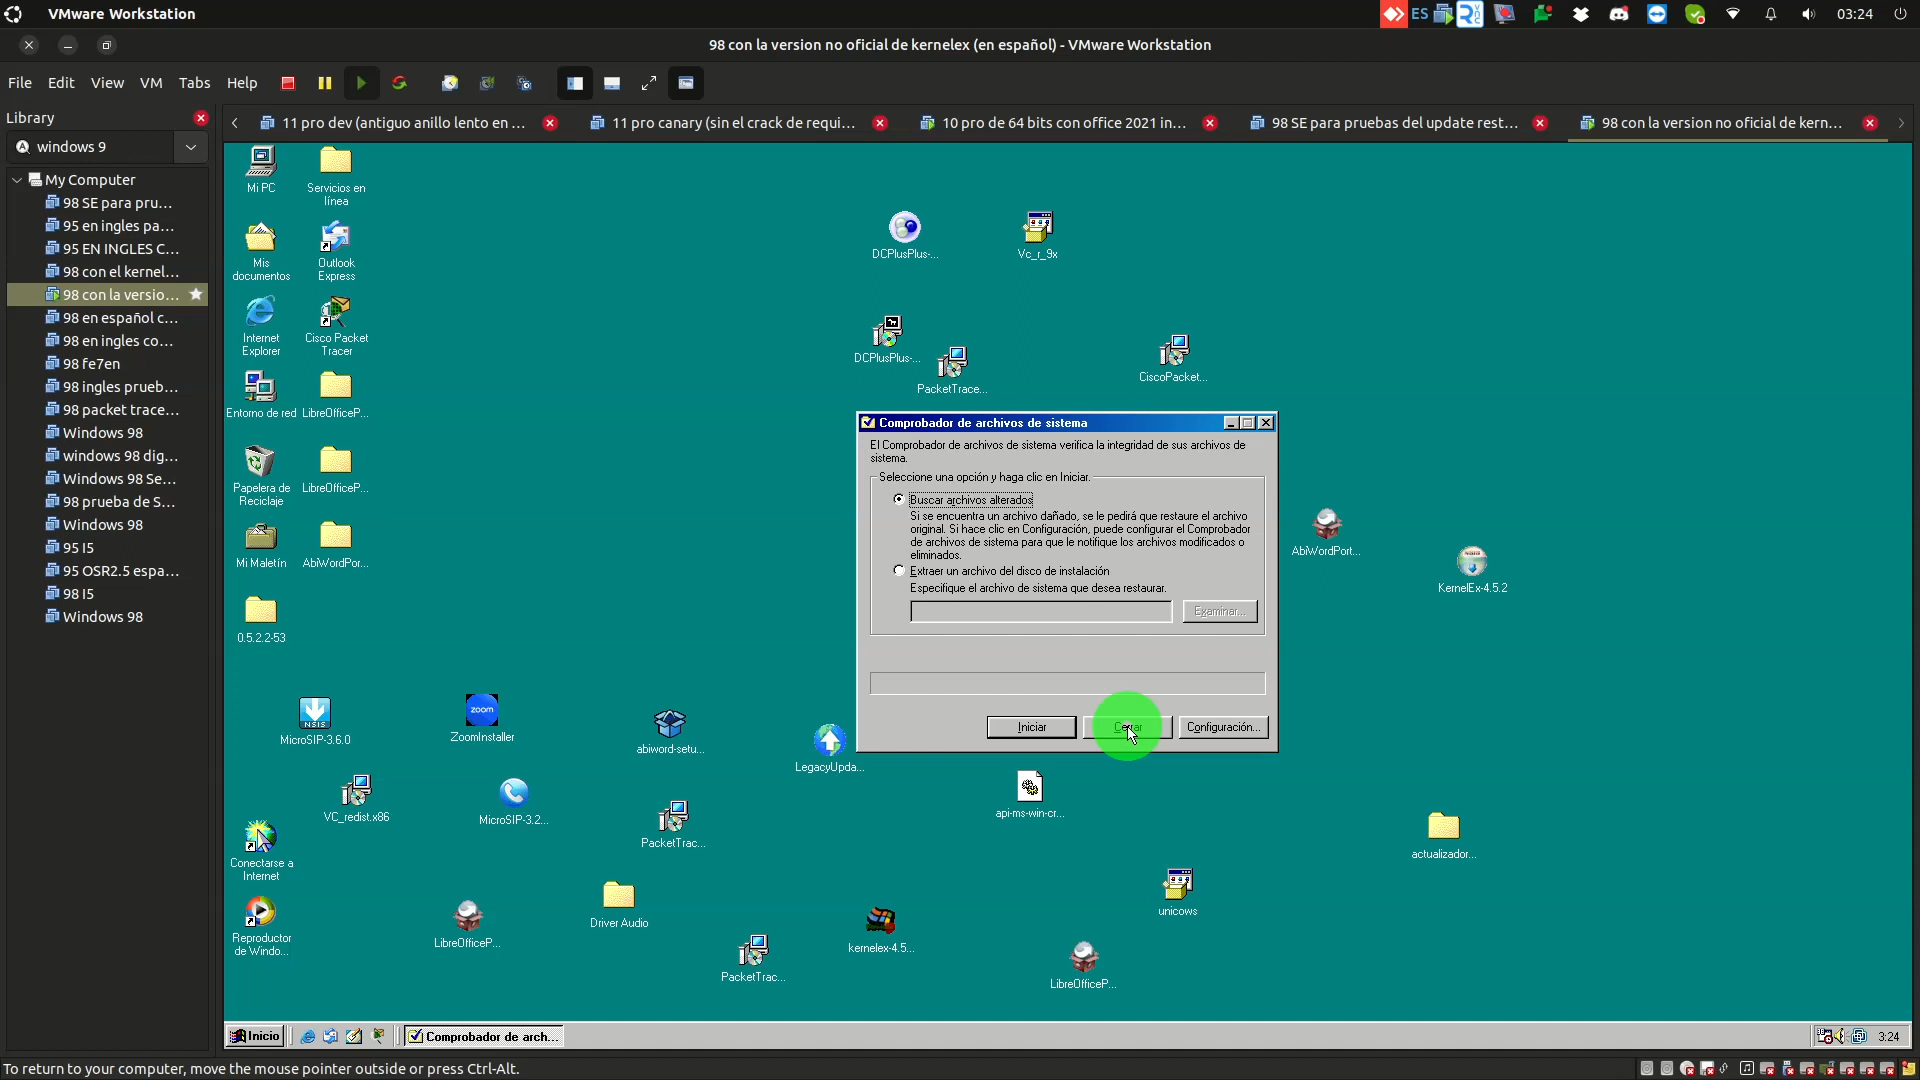 VMware Workstation
ES
03:24
98 con la version no oficial de kernelex (en español) - VMware Workstation
File Edit View VM Tabs Help
Library
windows 9
11 pro dev (antiguo anillo lento en ...
11 pro canary (sin el crack de requi...
10 pro de 64 bits con office 2021 in...
98 SE para pruebas del update rest...
98 con la version no oficial de kern...
My Computer
98 SE para pru...
95 en ingles pa...
95 EN INGLES C...
98 con el kernel...
98 con la versio...
98 en español c...
98 en ingles co...
98 fe7en
98 ingles prueb...
98 packet trace...
Windows 98
windows 98 dig...
Windows 98 Se...
98 prueba de S...
Windows 98
95 I5
95 OSR2.5 espa...
98 I5
Windows 98
Mi PC
Servicios en
línea
Mis
documentos
Outlook
Express
Internet
Explorer
Cisco Packet
Tracer
Entorno de red
LibreOfficeP...
Papelera de
Reciclaje
LibreOfficeP...
Mi Maletín
AbiWordPor...
0.5.2.2-53
DCPlusPlus-...
Vc_r_9x
DCPlusPlus-...
PacketTrace...
CiscoPacket...
Comprobador de archivos de sistema
El Comprobador de archivos de sistema verifica la integridad de sus archivos de
sistema.
Seleccione una opción y haga clic en Iniciar.
Buscar archivos alterados
Si se encuentra un archivo dañado, se le pedirá que restaure el archivo
original. Si hace clic en Configuración, puede configurar el Comprobador
de archivos de sistema para que le notifique los archivos modificados o
eliminados.
Extraer un archivo del disco de instalación
Especifique el archivo de sistema que desea restaurar.
Examinar...
Iniciar
Cerrar
Configuración...
AbiWordPort...
KernelEx-4.5.2
NSIS
MicroSIP-3.6.0
zoom
ZoomInstaller
abiword-setu...
LegacyUpda...
VC_redist.x86
MicroSIP-3.2...
PacketTrac...
api-ms-win-cr...
actualizador...
Conectarse a
Internet
Reproductor
de Windo...
LibreOfficeP...
Driver Audio
PacketTrac...
kernelex-4.5...
unicows
LibreOfficeP...
Inicio
Comprobador de arch...
3:24
To return to your computer, move the mouse pointer outside or press Ctrl-Alt.